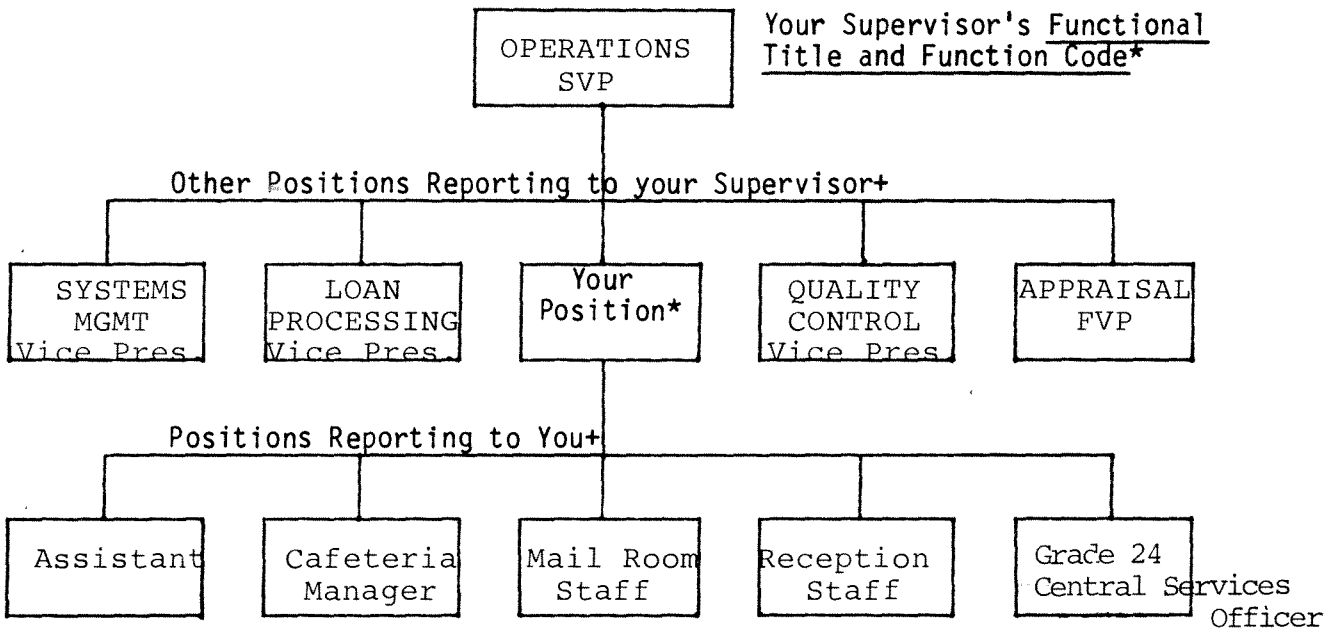 OPERATIONS
SVP
Your Supervisor's Functional
Title and Function Code*
Other Positions Reporting to your Supervisor+
SYSTEMS
MGMT
Vice Pres.
LOAN
PROCESSING
Vice Pres.
Your
Position*
QUALITY
CONTROL
Vice Pres
APPRAISAL
FVP
Positions Reporting to You+
Assistant
Cafeteria
Manager
Mail Room
Staff
Reception
Staff
Grade 24
Central Services
Officer